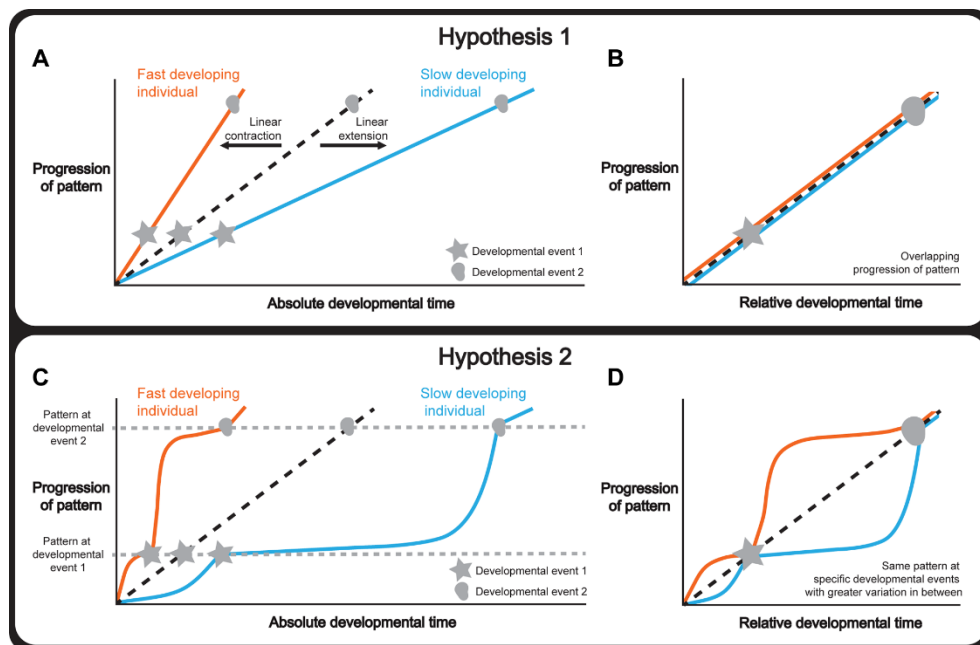 Hypothesis 1
A
Fast developing
individual
Slow developing
individual
Linear
contraction
Linear
extension
Progression
of pattern
Developmental event 1
Developmental event 2
Absolute developmental time
B
Progression
of pattern
Overlapping
progression of pattern
Relative developmental time
Hypothesis 2
C
Fast developing
individual
Slow developing
individual
Pattern at
developmental
event 2
Progression
of pattern
Pattern at
developmental
event 1
Developmental event 1
Developmental event 2
Absolute developmental time
D
Progression
of pattern
Same pattern at
specific developmental events
with greater variation in between
Relative developmental time